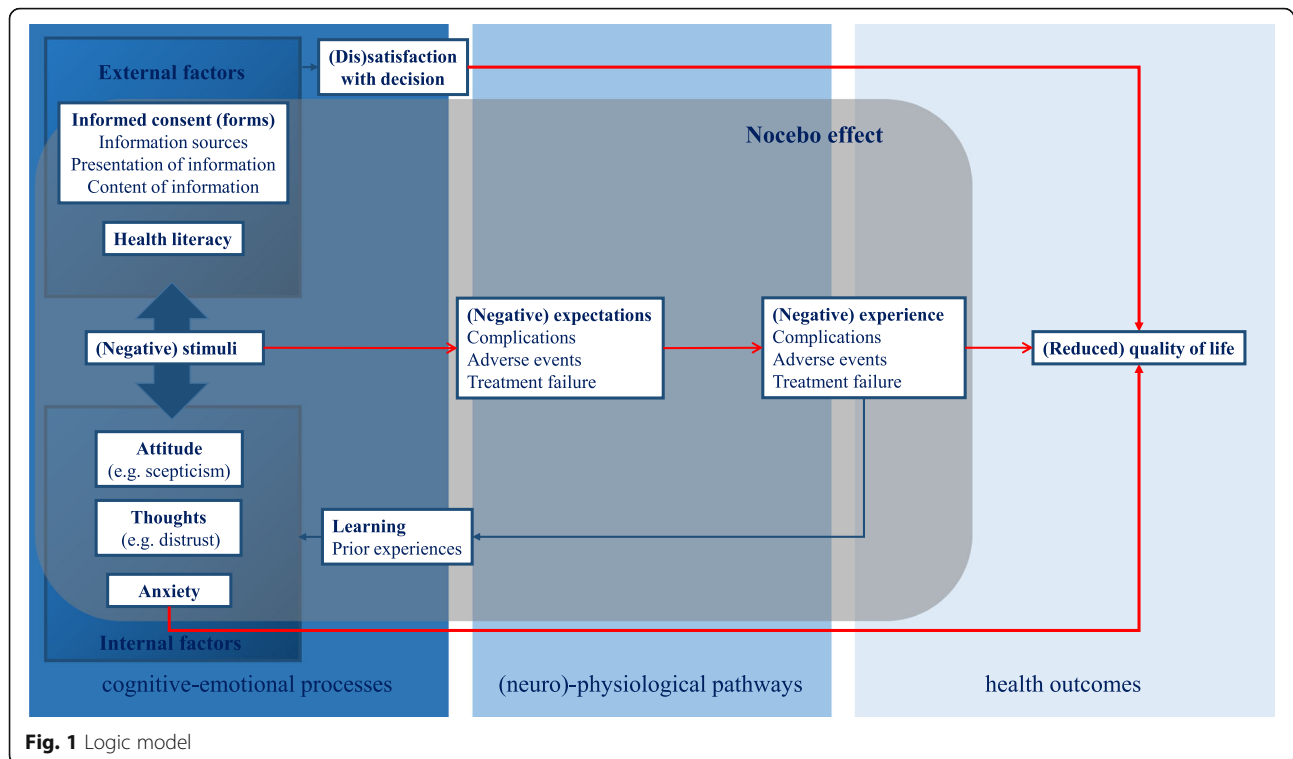 External factors
(Dis)satisfaction
with decision
Informed consent (forms)
Information sources
Presentation of information
Content of information
Health literacy
Nocebo effect
(Negative) stimuli
(Negative) expectations
Complications
Adverse events
Treatment failure
(Negative) experience
Complications
Adverse events
Treatment failure
(Reduced) quality of life
Attitude
(e.g. scepticism)
Thoughts
(e.g. distrust)
Learning
Prior experiences
Anxiety
Internal factors
cognitive-emotional processes
(neuro)-physiological pathways
health outcomes
Fig. 1 Logic model